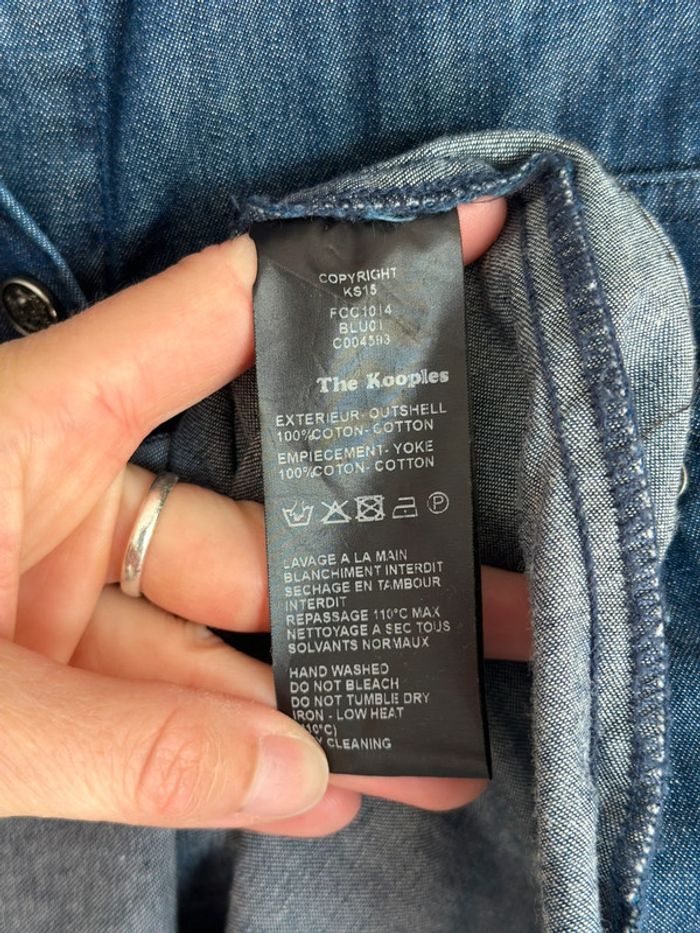 COPYRIGHT
KS15
FCC1014
BLU01
C004593
The Kooples
EXTERIEUR- OUTSHELL
100%COTON- COTTON
EMPIECEMENT- YOKE
100%COTON- COTTON
P
LAVAGE A LA MAIN
BLANCHIMENT INTERDIT
SECHAGE EN TAMBOUR
INTERDIT
REPASSAGE 110°C MAX
NETTOYAGE A SEC TOUS
SOLVANTS NORMAUX
HAND WASHED
DO NOT BLEACH
DO NOT TUMBLE DRY
IRON - LOW HEAT
CLEANING